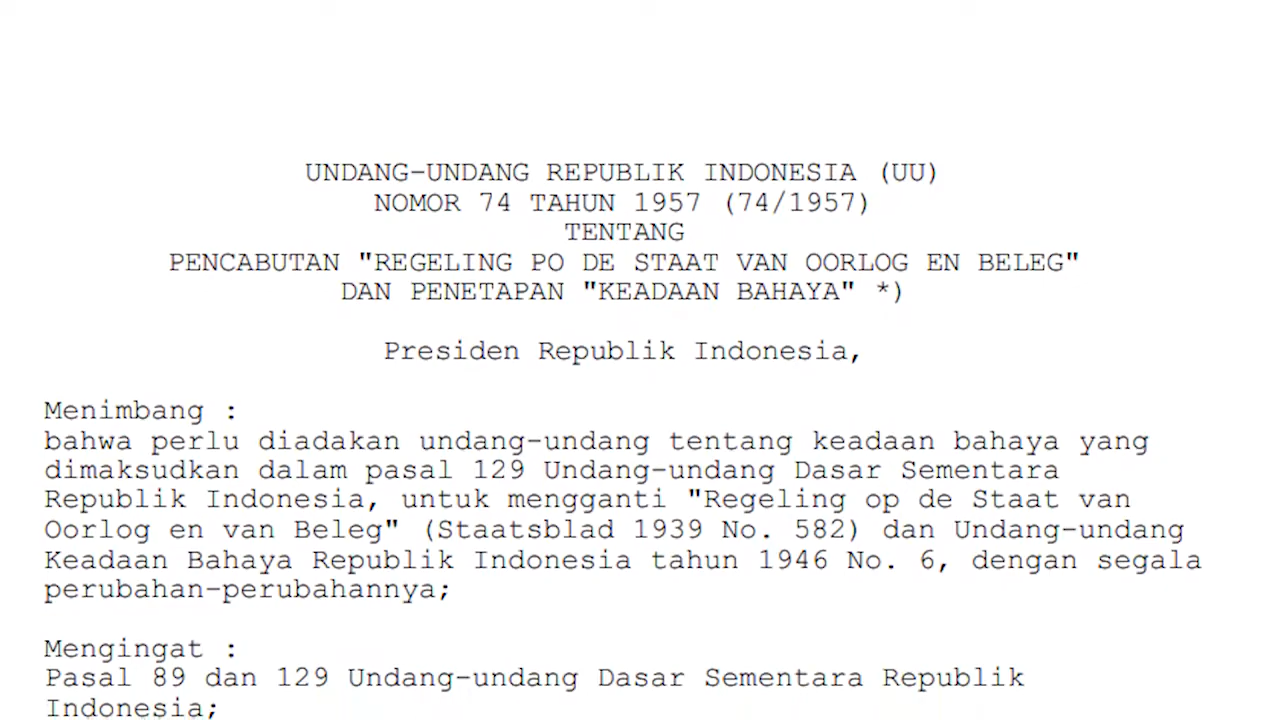 UNDANG-UNDANG REPUBLIK INDONESIA (UU)
NOMOR 74 TAHUN 1957 (74/1957)
TENTANG
PENCABUTAN "REGELING PO DE STAAT VAN OORLOG EN BELEG"
DAN PENETAPAN "KEADAAN BAHAYA" *)
Presiden Republik Indonesia,
Menimbang :
bahwa perlu diadakan undang-undang tentang keadaan bahaya yang
dimaksudkan dalam pasal 129 Undang-undang Dasar Sementara
Republik Indonesia, untuk mengganti "Regeling op de Staat van
Oorlog en van Beleg" (Staatsblad 1939 No. 582) dan Undang-undang
Keadaan Bahaya Republik Indonesia tahun 1946 No. 6, dengan segala
perubahan-perubahannya;
Mengingat :
Pasal 89 dan 129 Undang-undang Dasar Sementara Republik
Indonesia;